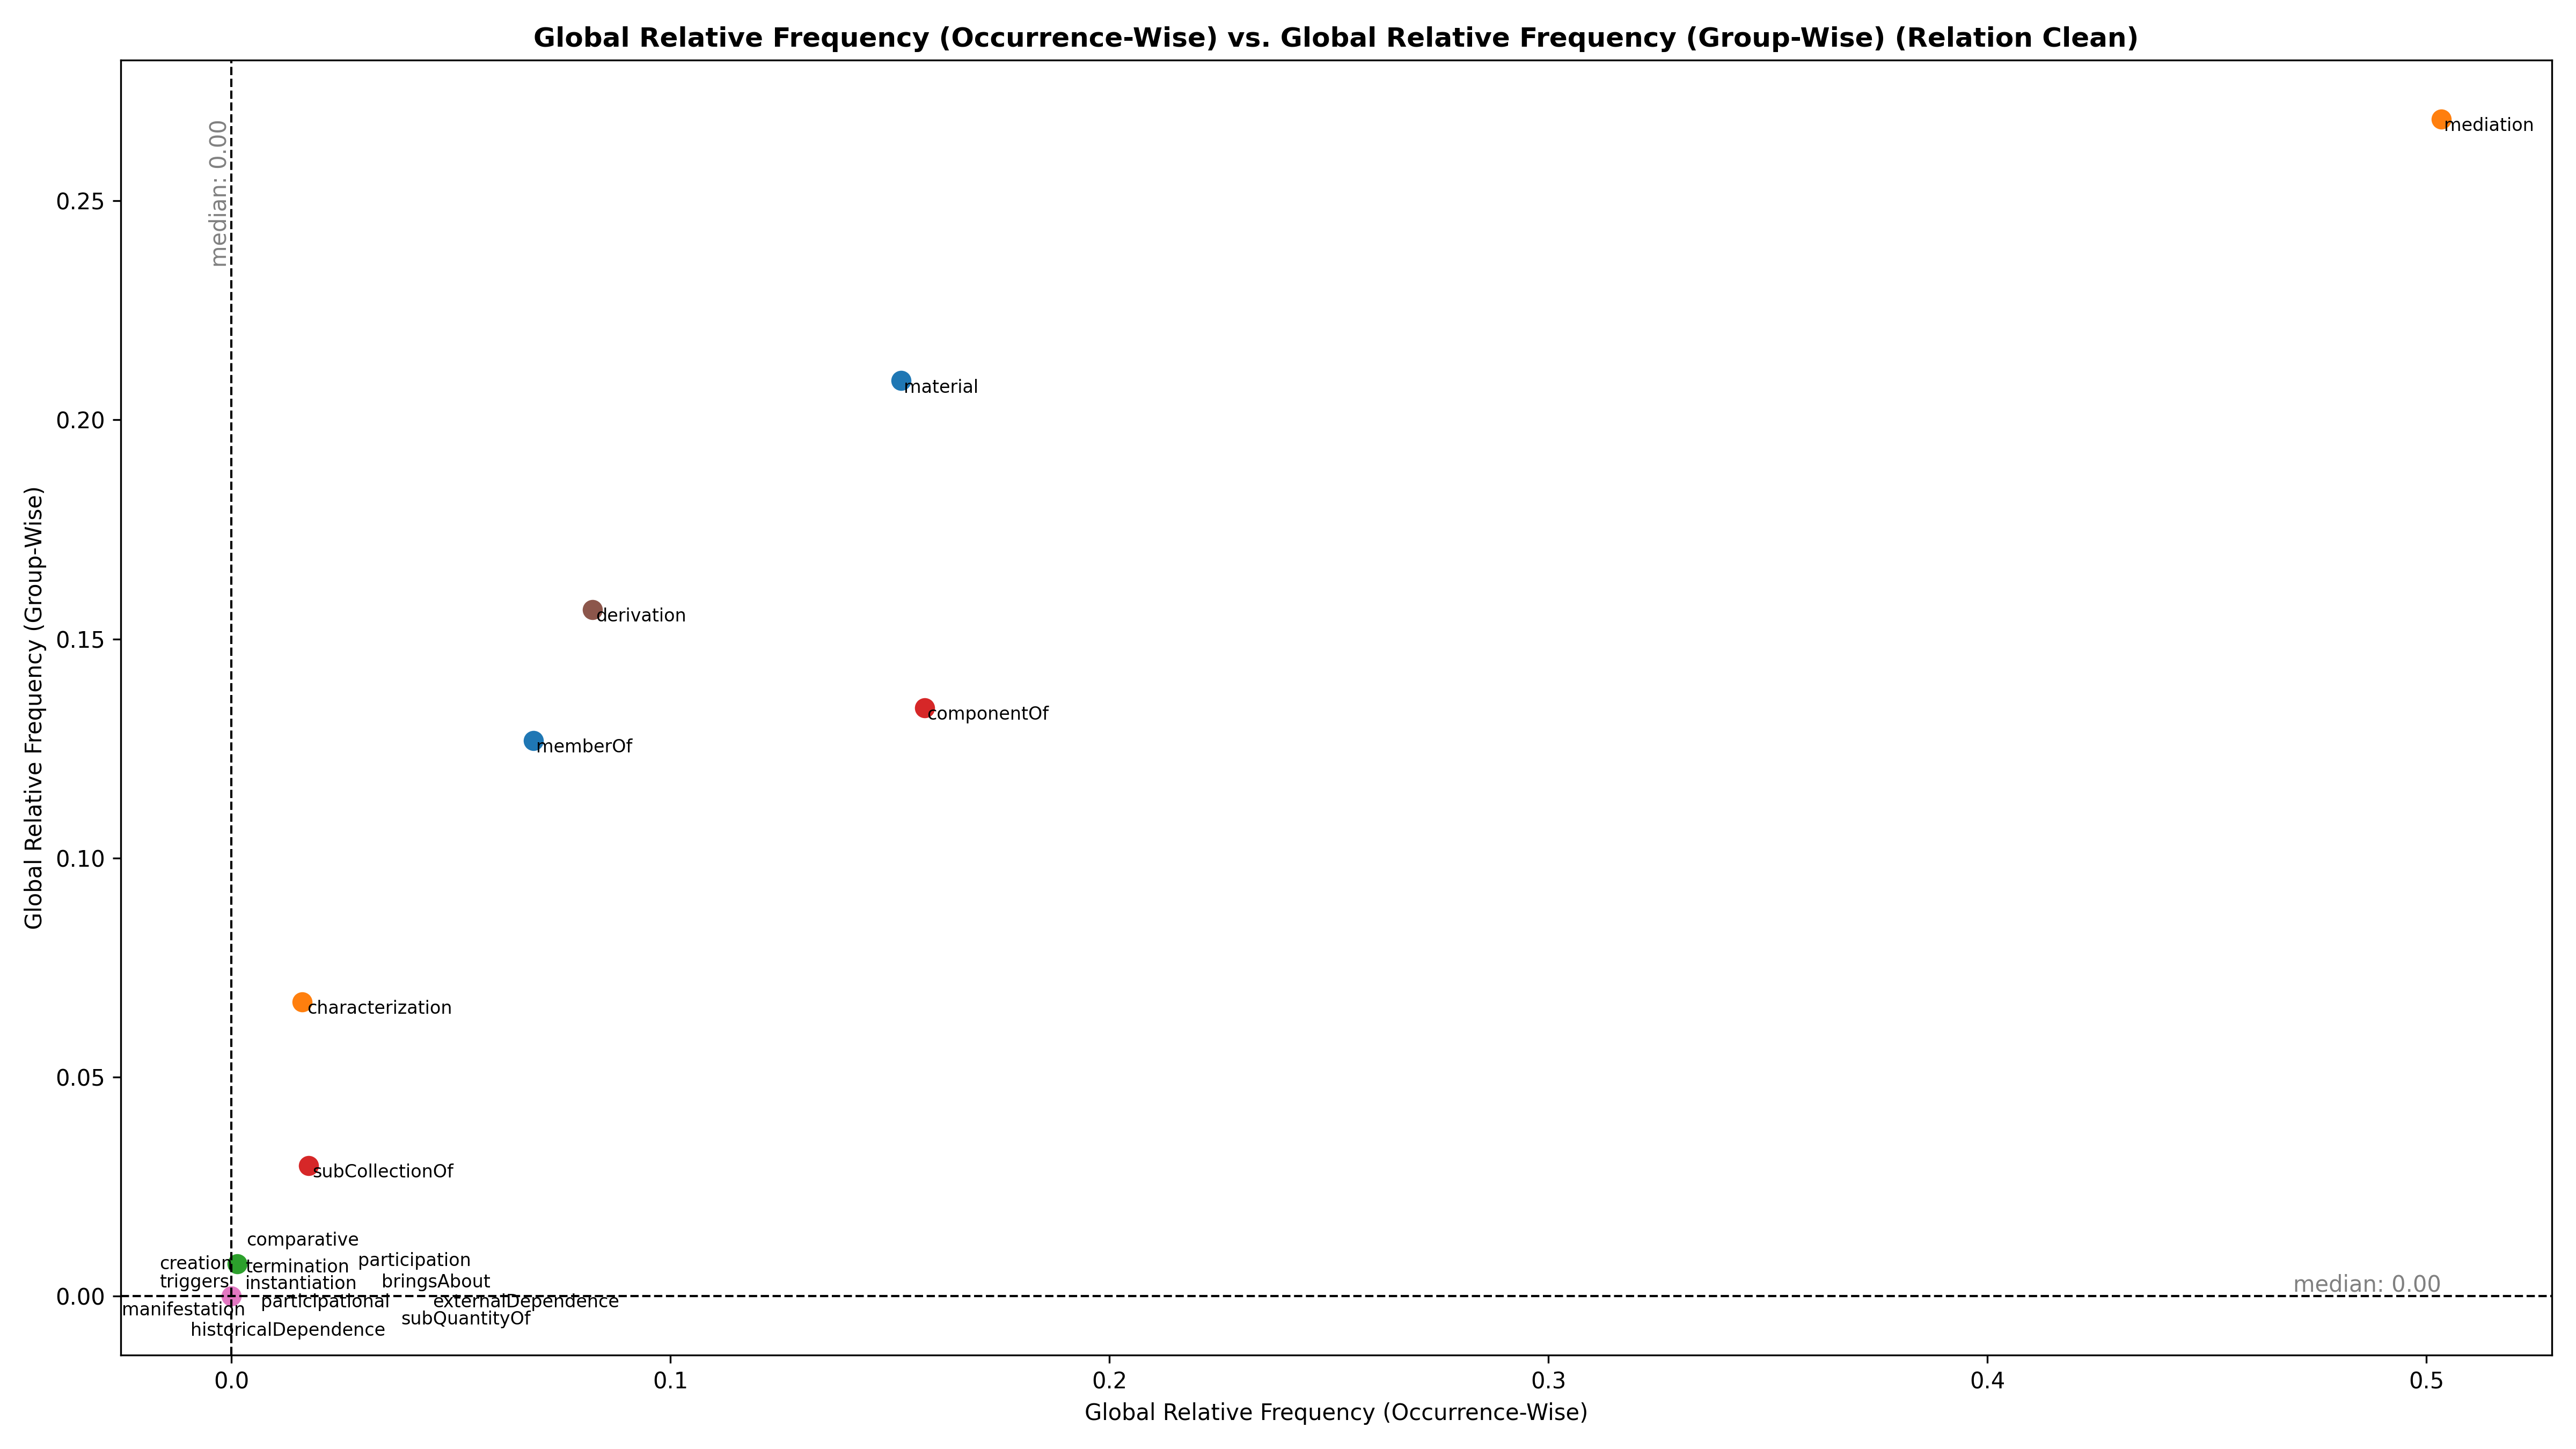 Global Relative Frequency (Occurrence-Wise) vs. Global Relative Frequency (Group-Wise) (Relation Clean)
median: 0.00
mediation
0.25
material
0.20
derivation
0.15
componentOf
memberOf
0.10
characterization
0.05
subCollectionOf
comparative
creation
termination
participation
triggers
instantiation
bringsAbout
median: 0.00
0.00
manifestation
participational
externalDependence
subQuantityOf
historicalDependence
Global Relative Frequency (Group-Wise)
0.0
0.1
0.2
0.3
0.4
0.5
Global Relative Frequency (Occurrence-Wise)